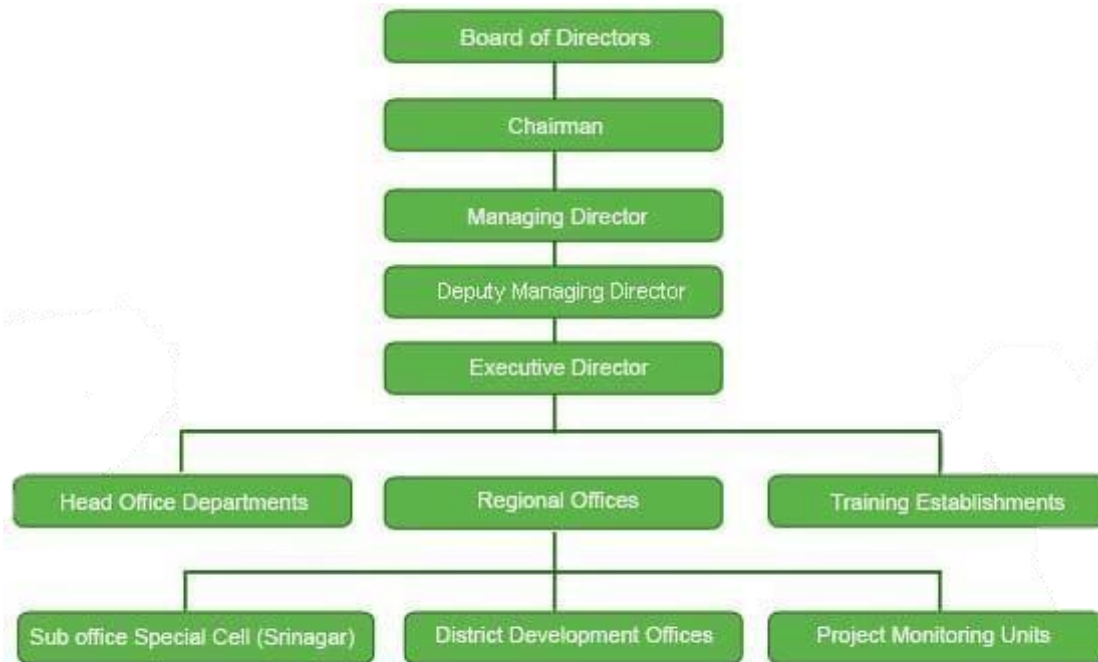 Board of Directors
Chairman
Managing Director
Deputy Managing Director
Executive Director
Head Office Departments
Regional Offices
Training Establishments
Sub office Special Cell (Srinagar)
District Development Offices
Project Monitoring Units